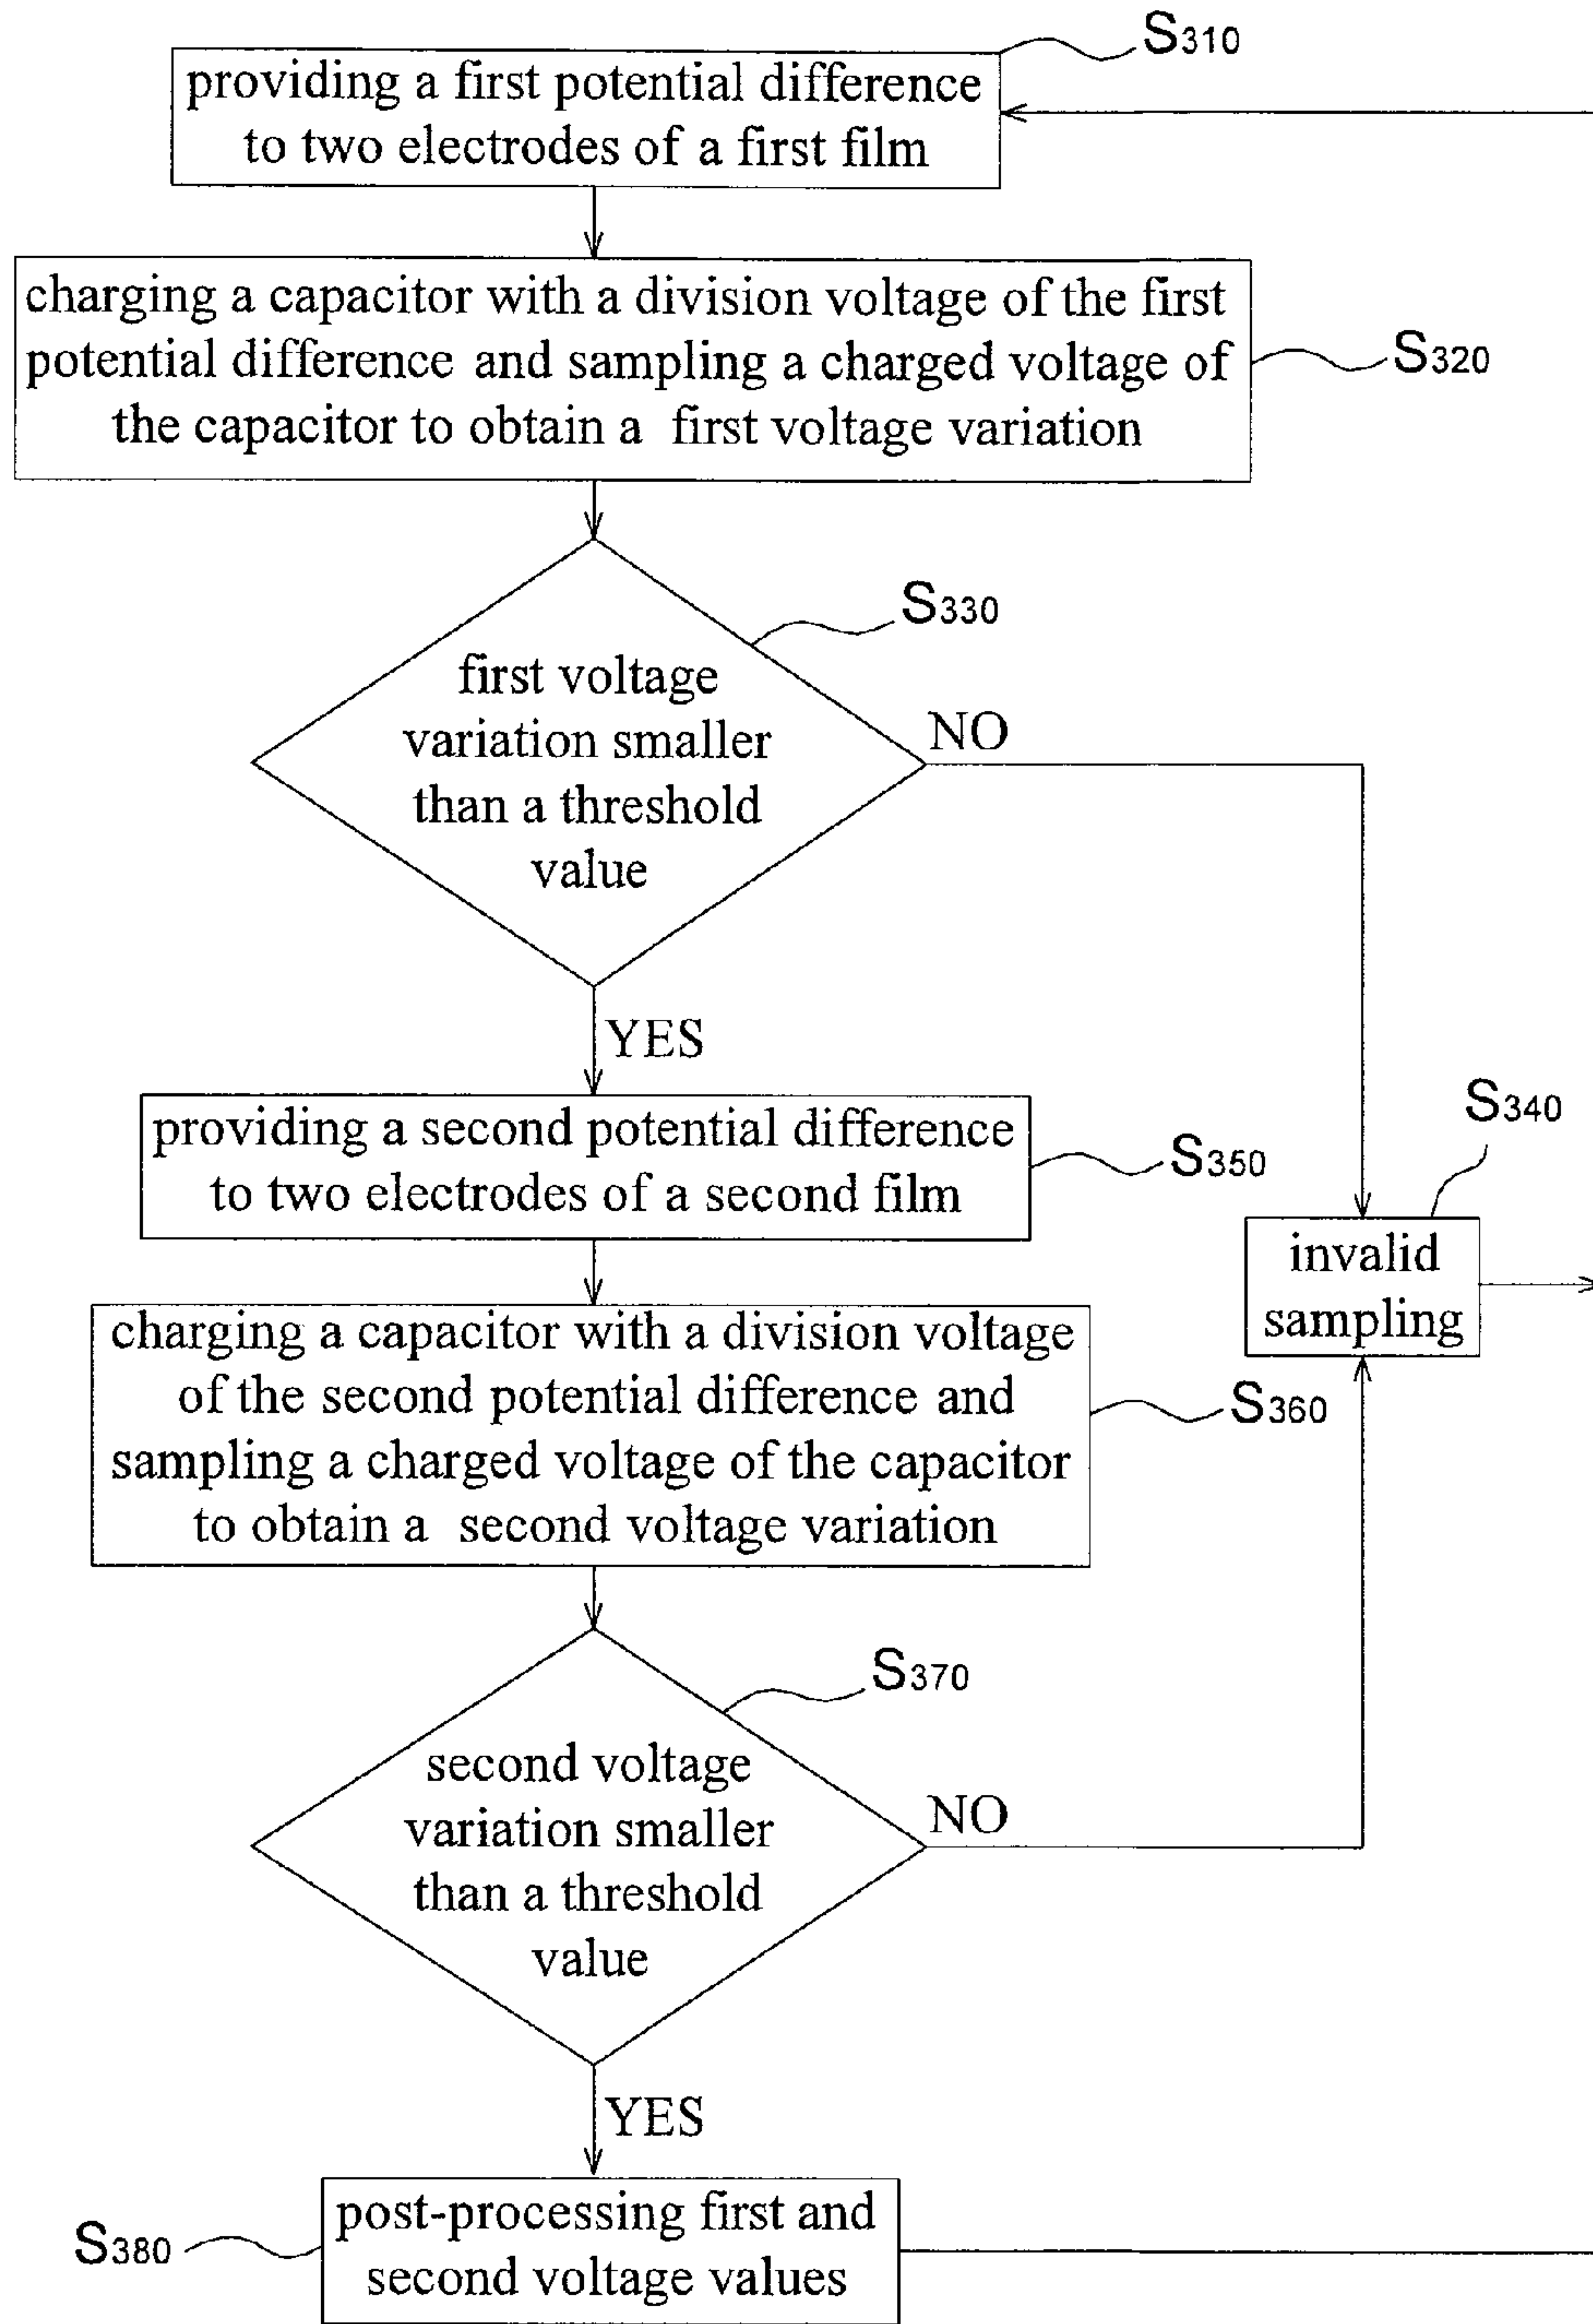 S310
providing a first potential difference
to two electrodes of a first film
charging a capacitor with a division voltage of the first
potential difference and sampling a charged voltage of
the capacitor to obtain a first voltage variation
S320
S330
first voltage
variation smaller
than a threshold
value
NO
YES
S340
providing a second potential difference
to two electrodes of a second film
S350
invalid
sampling
charging a capacitor with a division voltage
of the second potential difference and
sampling a charged voltage of the capacitor
to obtain a second voltage variation
S360
S370
second voltage
variation smaller
than a threshold
value
NO
YES
S380
post-processing first and
second voltage values